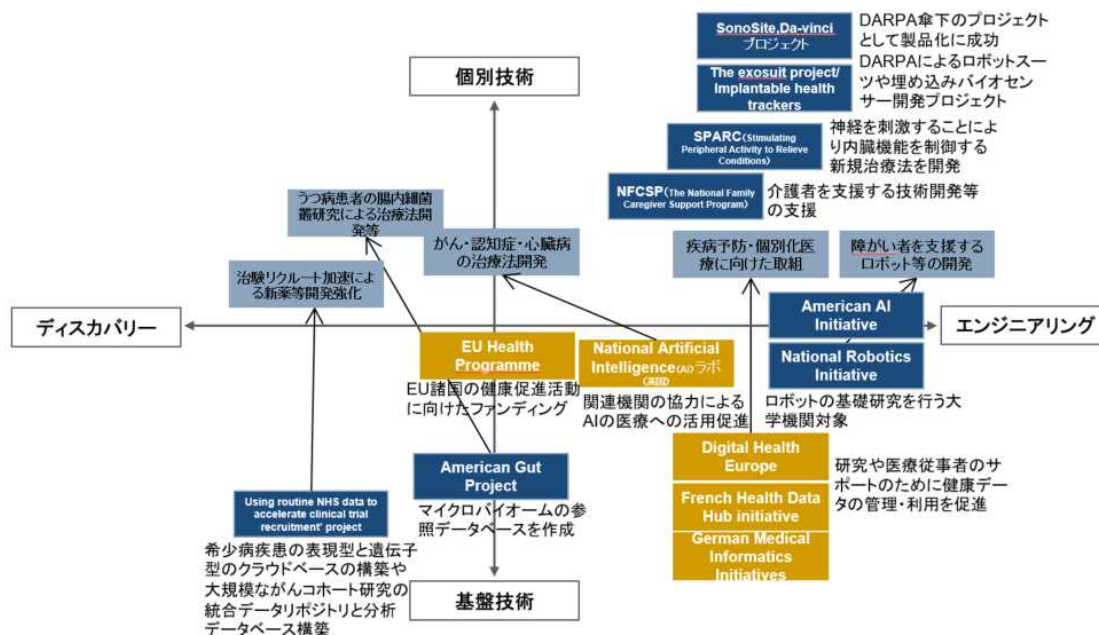 SonoSite,Da-vinci
プロジェクト
DARPA傘下のプロジェクト
として製品化に成功
The exosuit project/
Implantable health
trackers
DARPAによるロボットスー
ツや埋め込みバイオセン
サー開発プロジェクト
個別技術
SPARC(Stimulating
Peripheral Activity to Relieve
Conditions)
神経を刺激することによ
り内臓機能を制御する
新規治療法を開発
NFCSP(The National Family
Caregiver Support Program)
介護者を支援する技術開発等
の支援
うつ病患者の腸内細菌
叢研究による治療法開
発等
がん・認知症・心臓病
の治療法開発
疾病予防・個別化医
療に向けた取組
障がい者を支援する
ロボット等の開発
治験リクルート加速によ
る新薬等開発強化
ディスカバリー
エンジニアリング
American AI
Initiative
EU Health
Programme
EU諸国の健康促進活動
に向けたファンディング
National Artificial
Intelligence(AI)ラボ
関連機関の協力による
AIの医療への活用促進
National Robotics
Initiative
ロボットの基礎研究を行う大
学機関対象
American Gut
Project
マイクロバイオームの参
照データベースを作成
Digital Health
Europe
French Health Data
Hub initiative
German Medical
Informatics
Initiatives
研究や医療従事者のサ
ポートのために健康デー
タの管理・利用を促進
Using routine NHS data to
accelerate clinical trial
recruitment' project
希少病疾患の表現型と遺伝子
型のクラウドベースの構築や
大規模ながんコホート研究の
統合データリポジトリと分析
データベース構築
基盤技術